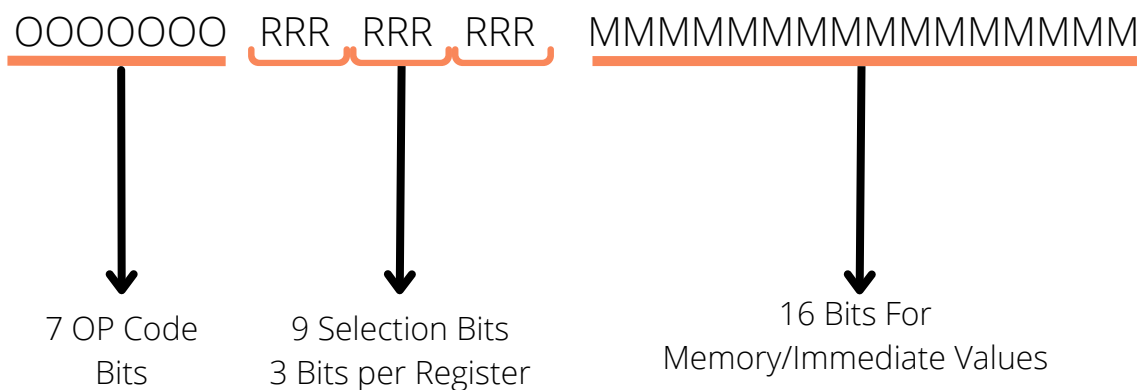 OOOOOOO RRR RRR RRR MMMMMMMMMMMMMMMM
7 OP Code
Bits
9 Selection Bits
3 Bits per Register
16 Bits For
Memory/Immediate Values